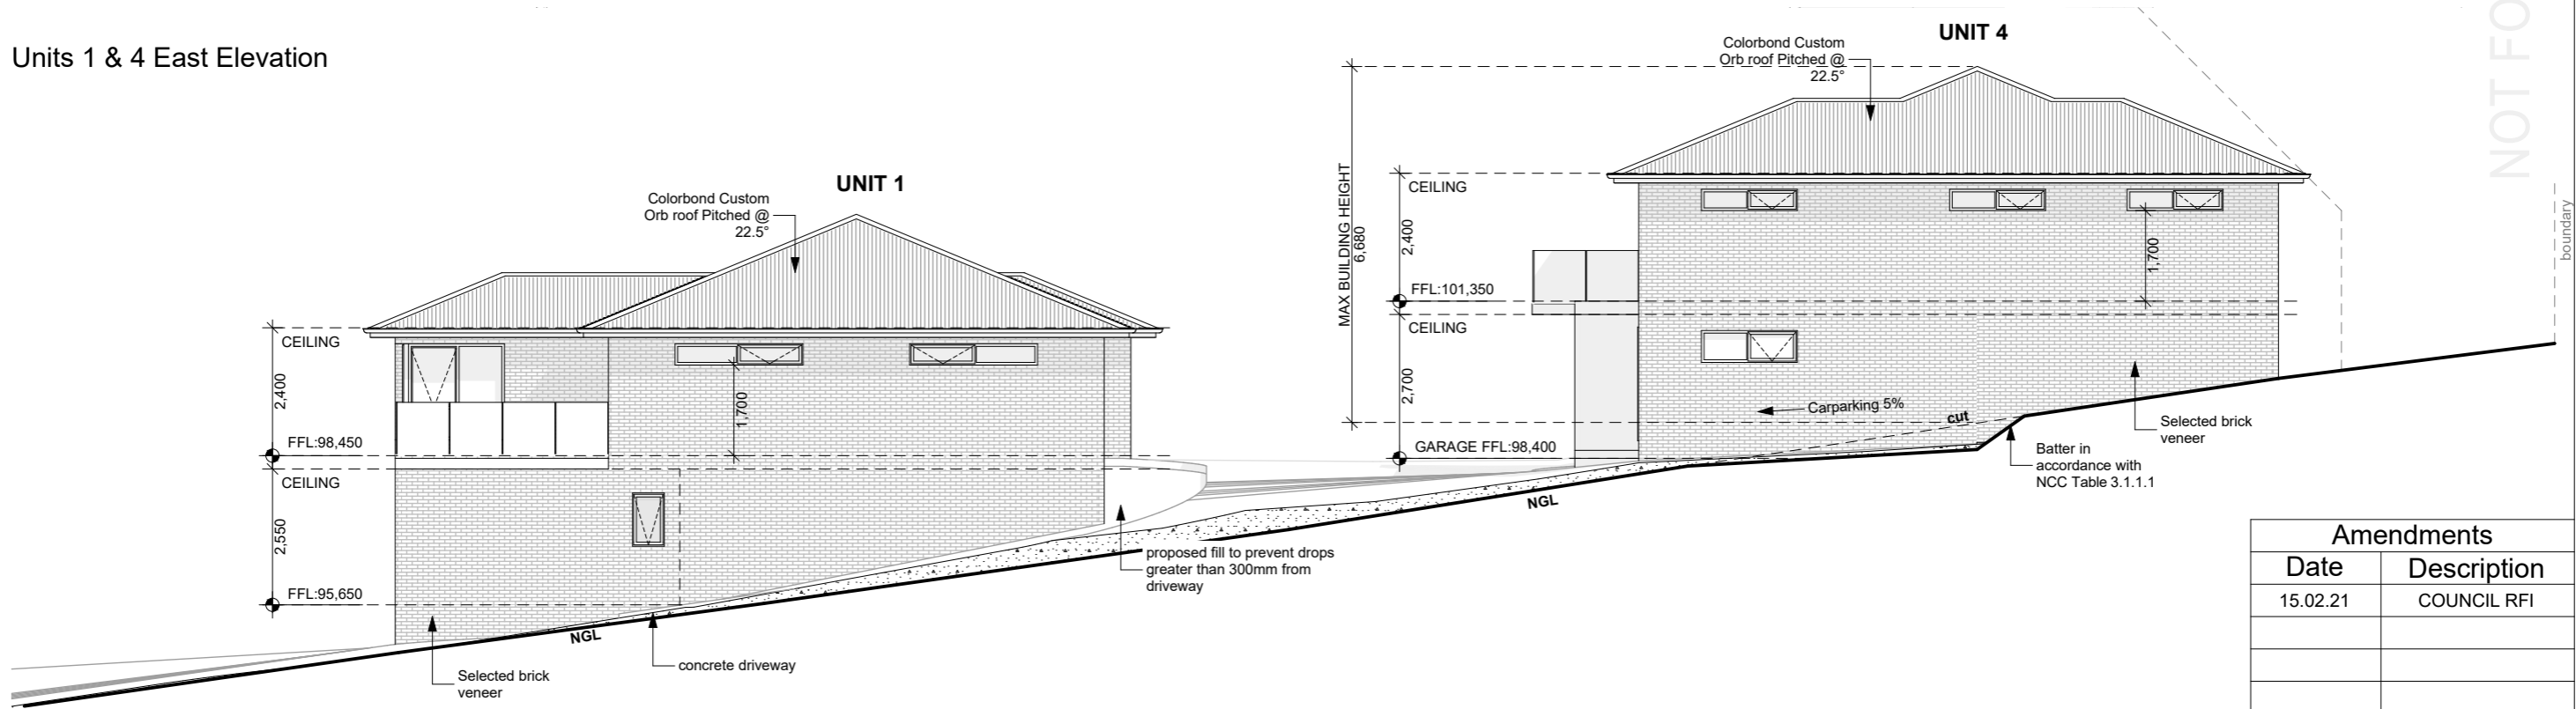 Units 1 & 4 East Elevation
UNIT 1
Colorbond Custom
Orb roof Pitched @
22.5°
CEILING
2,400
FFL:98,450
CEILING
2,550
FFL:95,650
1,700
NGL
Selected brick
veneer
concrete driveway
proposed fill to prevent drops
greater than 300mm from
driveway
UNIT 4
Colorbond Custom
Orb roof Pitched @
22.5°
MAX BUILDING HEIGHT
6,680
CEILING
2,400
FFL:101,350
CEILING
2,700
GARAGE FFL:98,400
1,700
Carparking 5%
cut
NGL
Batter in
accordance with
NCC Table 3.1.1.1
Selected brick
veneer
boundary
NOT FO
Amendments
Date Description
15.02.21 COUNCIL RFI